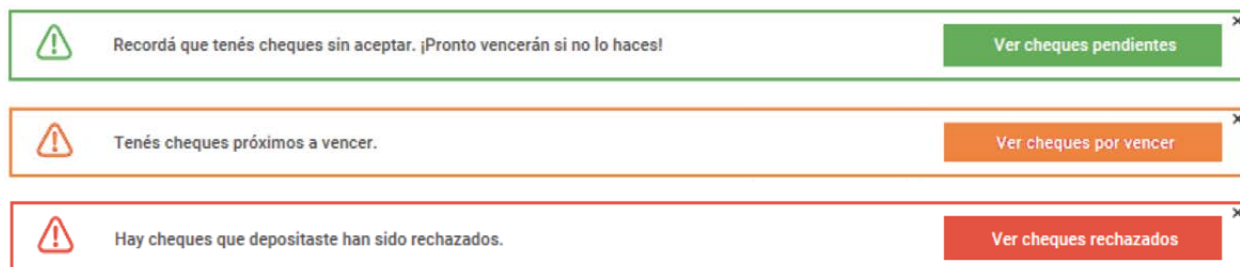 Recordá que tenés cheques sin aceptar. ¡Pronto vencerán si no lo haces!
Ver cheques pendientes
Tenés cheques próximos a vencer.
Ver cheques por vencer
Hay cheques que depositaste han sido rechazados.
Ver cheques rechazados